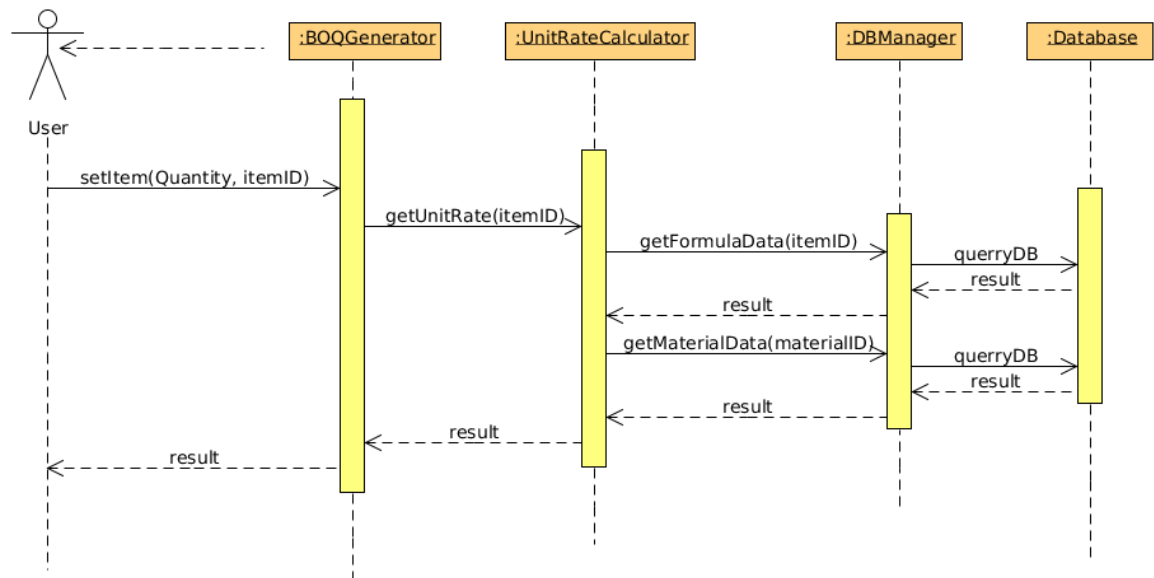 :BOQGenerator
:UnitRateCalculator
:DBManager
:Database
User
setItem(Quantity, itemID)
getUnitRate(itemID)
getFormulaData(itemID)
querryDB
result
result
getMaterialData(materialID)
querryDB
result
result
result
result